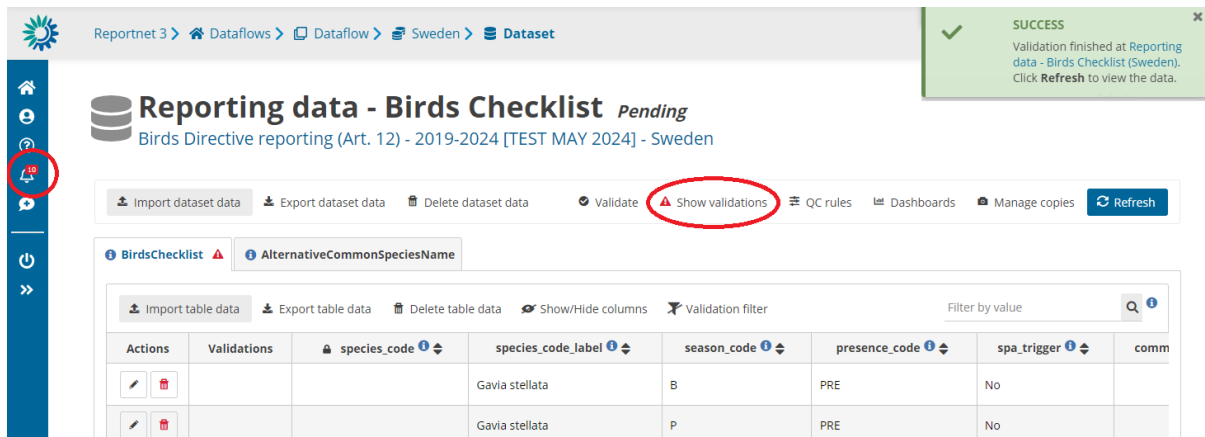 Reportnet 3 Dataflows Dataflow Sweden Dataset
SUCCESS
Validation finished at Reporting
data - Birds Checklist (Sweden).
Click Refresh to view the data.
10
Reporting data - Birds Checklist Pending
Birds Directive reporting (Art. 12) - 2019-2024 [TEST MAY 2024] - Sweden
Import dataset data Export dataset data Delete dataset data Validate Show validations QC rules Dashboards Manage copies Refresh
BirdsChecklist AlternativeCommonSpeciesName
Import table data Export table data Delete table data Show/Hide columns Validation filter Filter by value
Actions Validations species_code species_code_label season_code presence_code spa_trigger comm
Gavia stellata B PRE No
Gavia stellata P PRE No